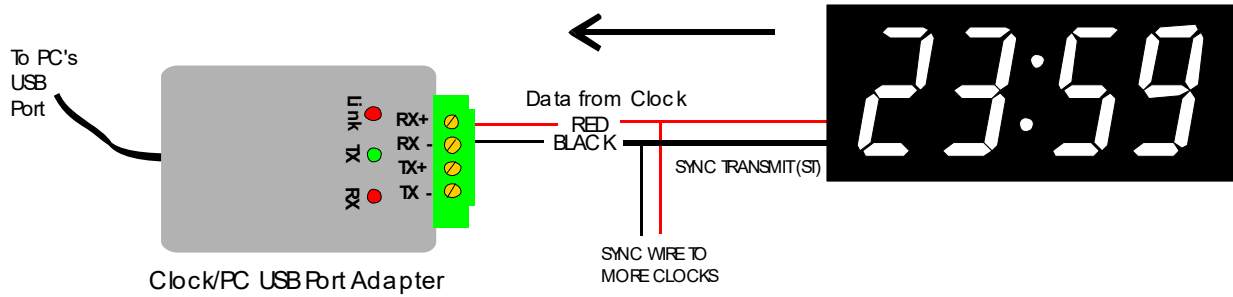 To PC's
USB
Port
Link
TX
RX
RX+
RX -
TX+
TX -
Data from Clock
RED
BLACK
SYNC TRANSMIT(ST)
SYNC WIRE TO
MORE CLOCKS
23:59
Clock/PC USB Port Adapter